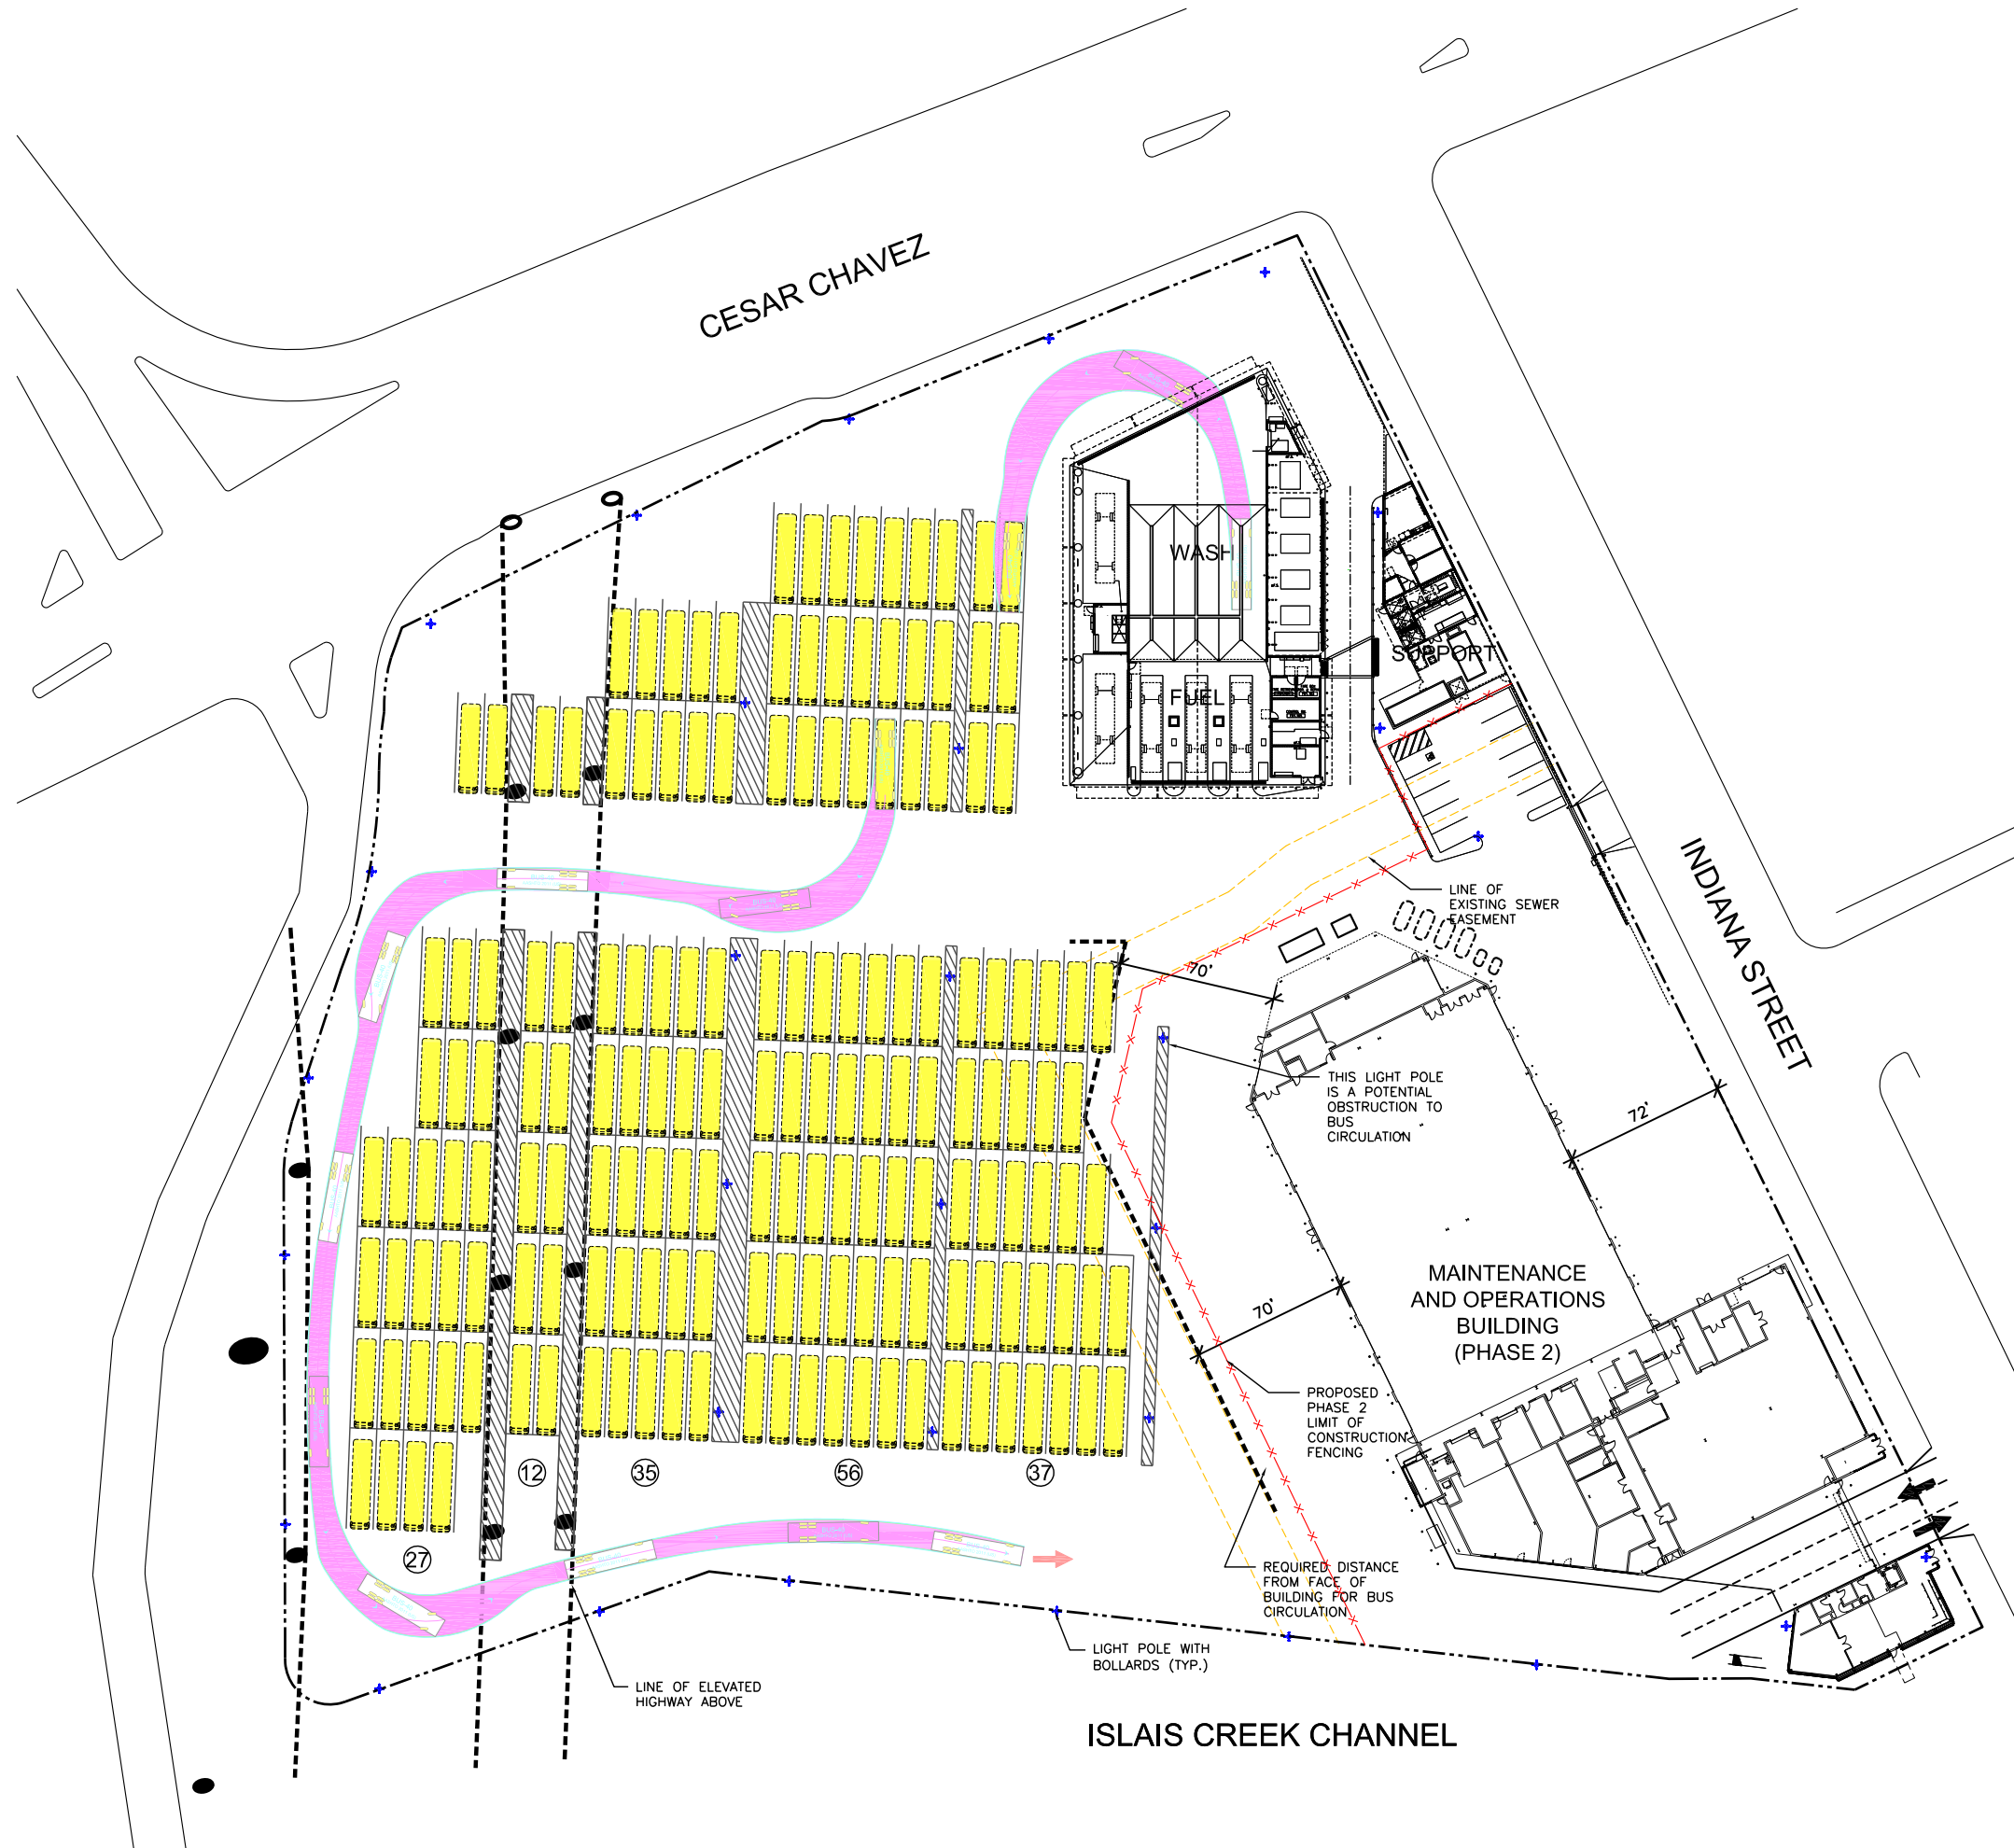 CESAR CHAVEZ
WASH
SUPPORT
FUEL
INDIANA STREET
LINE OF
EXISTING SEWER
EASEMENT
70'
THIS LIGHT POLE
IS A POTENTIAL
OBSTRUCTION TO
BUS
CIRCULATION
72'
MAINTENANCE
AND OPERATIONS
BUILDING
(PHASE 2)
70'
PROPOSED
PHASE 2
LIMIT OF
CONSTRUCTION
FENCING
12
35
56
37
27
REQUIRED DISTANCE
FROM FACE OF
BUILDING FOR BUS
CIRCULATION
LIGHT POLE WITH
BOLLARDS (TYP.)
LINE OF ELEVATED
HIGHWAY ABOVE
ISLAIS CREEK CHANNEL